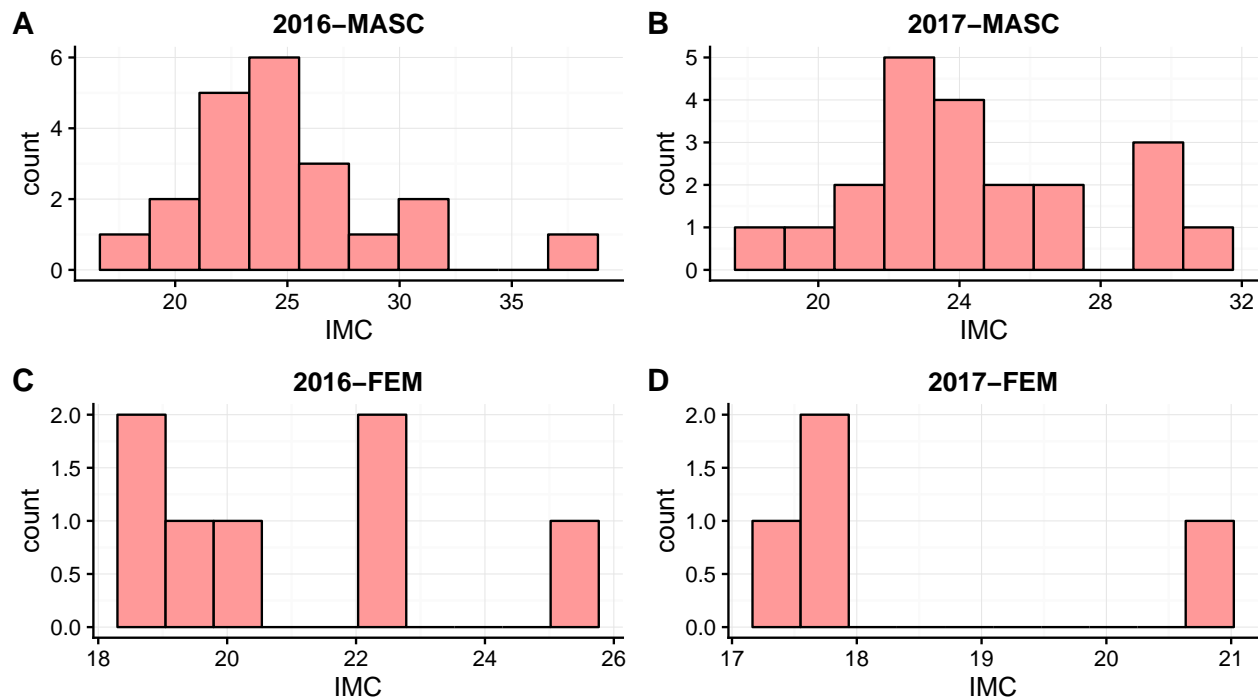 A 2016−MASC
6
4
2
0
count
20 25 30 35
IMC
B 2017−MASC
5
4
3
2
1
0
count
20 24 28 32
IMC
C 2016−FEM
2.0
1.5
1.0
0.5
0.0
count
18 20 22 24 26
IMC
D 2017−FEM
2.0
1.5
1.0
0.5
0.0
count
17 18 19 20 21
IMC